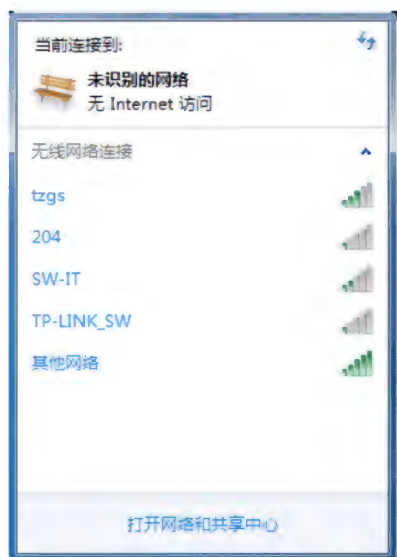 当前连接到:
未识别的网络
无 Internet 访问
无线网络连接
tzgs
204
SW-IT
TP-LINK_SW
其他网络
打开网络和共享中心